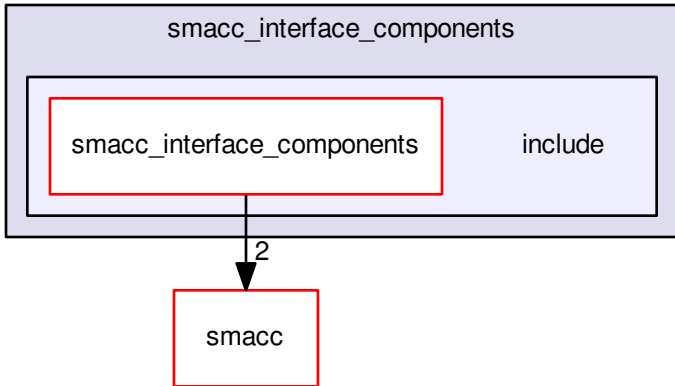 smacc_interface_components
smacc_interface_components
include
2
smacc